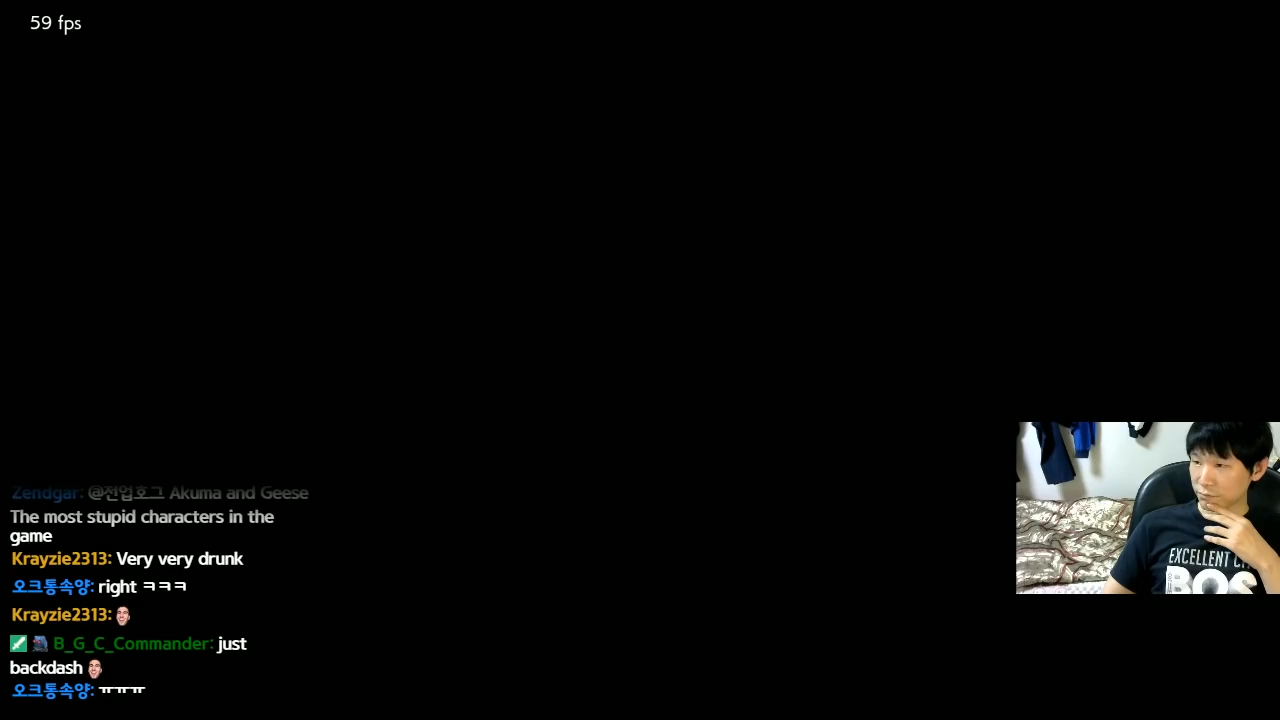 59 fps
Zendgar: @전업호그 Akuma and Geese
The most stupid characters in the
game
Krayzie2313: Very very drunk
오크통속양: right ㅋㅋㅋ
Krayzie2313:
B_G_C_Commander: just
backdash
오크통속양: ㅠㅠㅠ
EXCELLENT
BOS